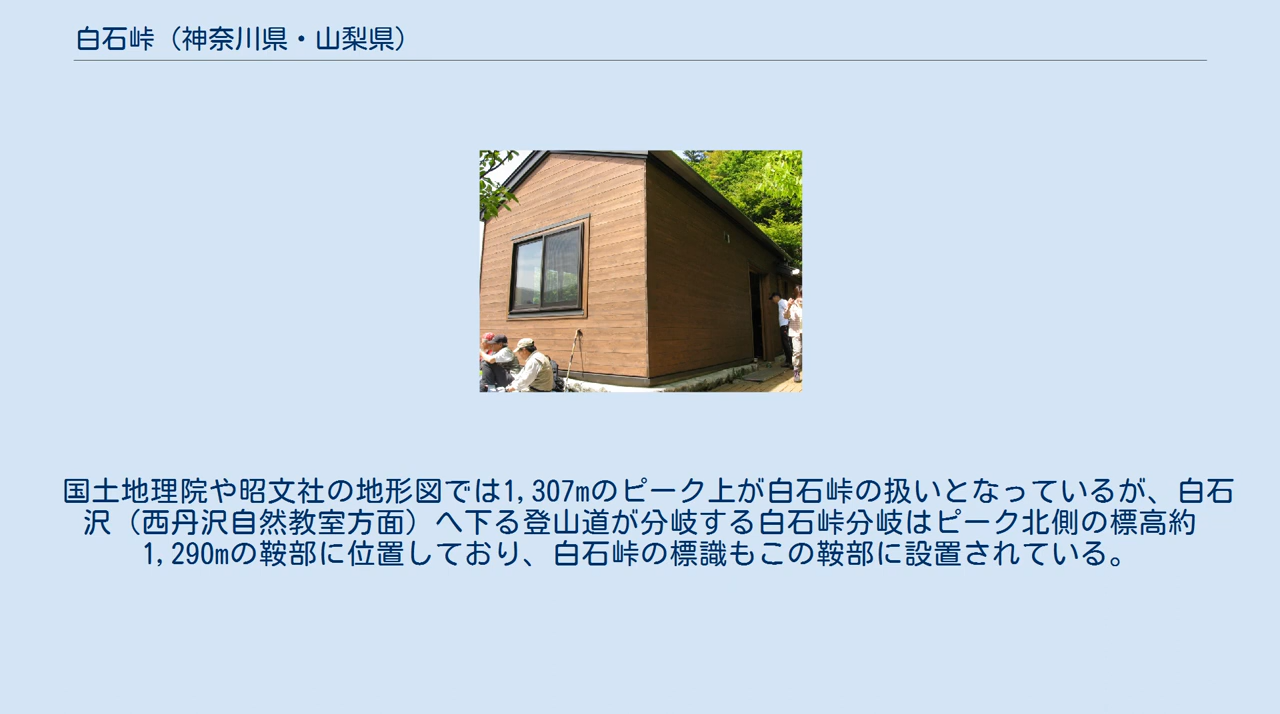 白石峠（神奈川県・山梨県）
国土地理院や昭文社の地形図では1,307mのピーク上が白石峠の扱いとなっているが、白石
沢（西丹沢自然教室方面）へ下る登山道が分岐する白石峠分岐はピーク北側の標高約
1,290mの鞍部に位置しており、白石峠の標識もこの鞍部に設置されている。